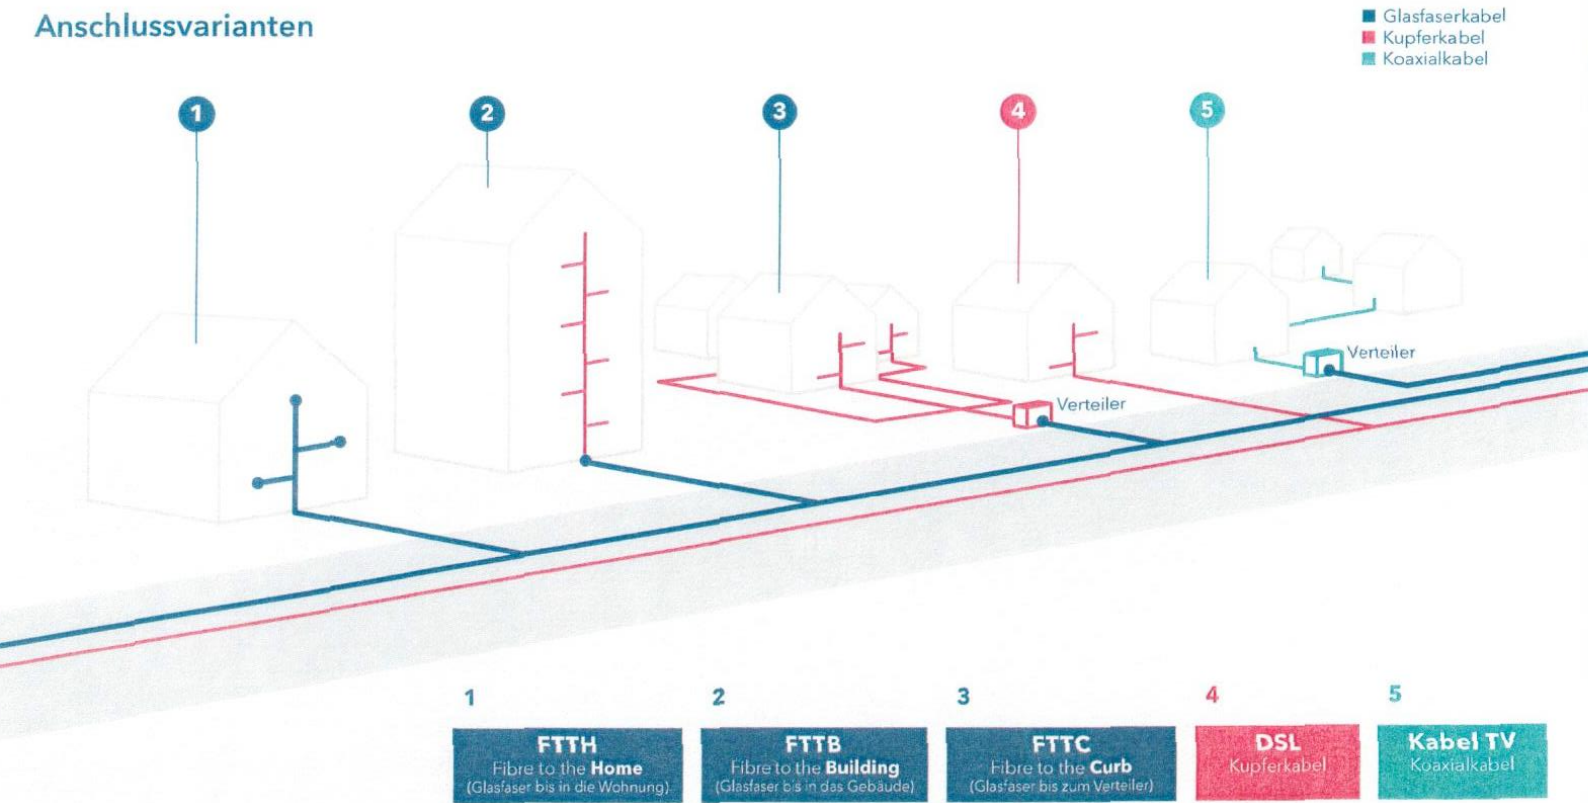 Anschlussvarianten
Glasfaserkabel
Kupferkabel
Koaxialkabel
1
2
3
4
5
Verteiler
Verteiler
1
2
3
4
5
FTTH
Fibre to the Home
(Glasfaser bis in die Wohnung)
FTTB
Fibre to the Building
(Glasfaser bis in das Gebäude)
FTTC
Fibre to the Curb
(Glasfaser bis zum Verteiler)
DSL
Kupferkabel
Kabel TV
Koaxialkabel